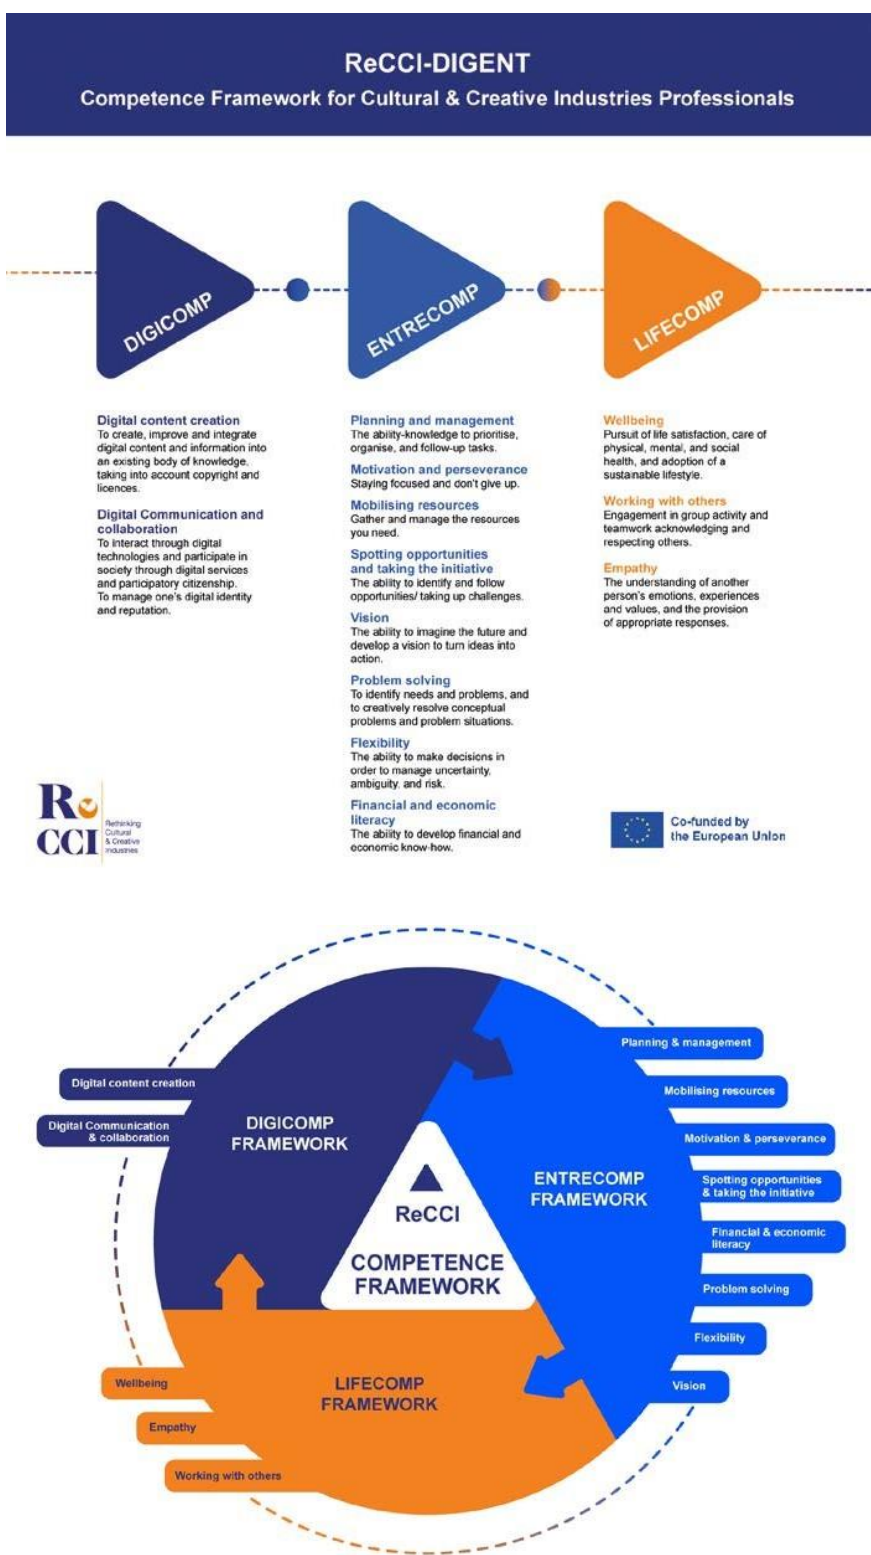 ReCCI-DIGENT
Competence Framework for Cultural & Creative Industries Professionals
DIGICOMP
ENTRECOMP
LIFECOMP
Digital content creation
To create, improve and integrate
digital content and information into
an existing body of knowledge,
taking into account copyright and
licences.
Digital Communication and
collaboration
To Interact through digital
technologies and participate in
society through digital services
and participatory citizenship.
To manage one's digital identity
and reputation.
Planning and management
The ability-knowledge to prioritise,
organise, and follow-up tasks.
Motivation and perseverance
Staying focused and don't give up.
Mobilising resources
Gather and manage the resources
you need.
Spotting opportunities
and taking the initiative
The ability to identify and follow
opportunities/ taking up challenges.
Vision
The ability to imagine the future and
develop a vision to turn ideas into
action.
Problem solving
To identify needs and problems, and
to creatively resolve conceptual
problems and problem situations.
Flexibility
The ability to make decisions in
order to manage uncertainty,
ambiguity, and risk.
Financial and economic
literacy
The ability to develop financial and
economic know-how.
Wellbeing
Pursuit of life satisfaction, care of
physical, mental, and social
health, and adoption of a
sustainable lifestyle.
Working with others
Engagement in group activity and
teamwork acknowledging and
respecting others.
Empathy
The understanding of another
person's emotions, experiences
and values, and the provision
of appropriate responses.
Re
CCI
Rethinking
Cultural
& Creative
Industries
Co-funded by
the European Union
Digital content creation
Digital Communication
& collaboration
DIGICOMP
FRAMEWORK
Planning & management
Mobilising resources
Motivation & perseverance
Spotting opportunities
& taking the initiative
Financial & economic
literacy
Problem solving
Flexibility
Vision
ENTRECOMP
FRAMEWORK
ReCCI
COMPETENCE
FRAMEWORK
LIFECOMP
FRAMEWORK
Wellbeing
Empathy
Working with others